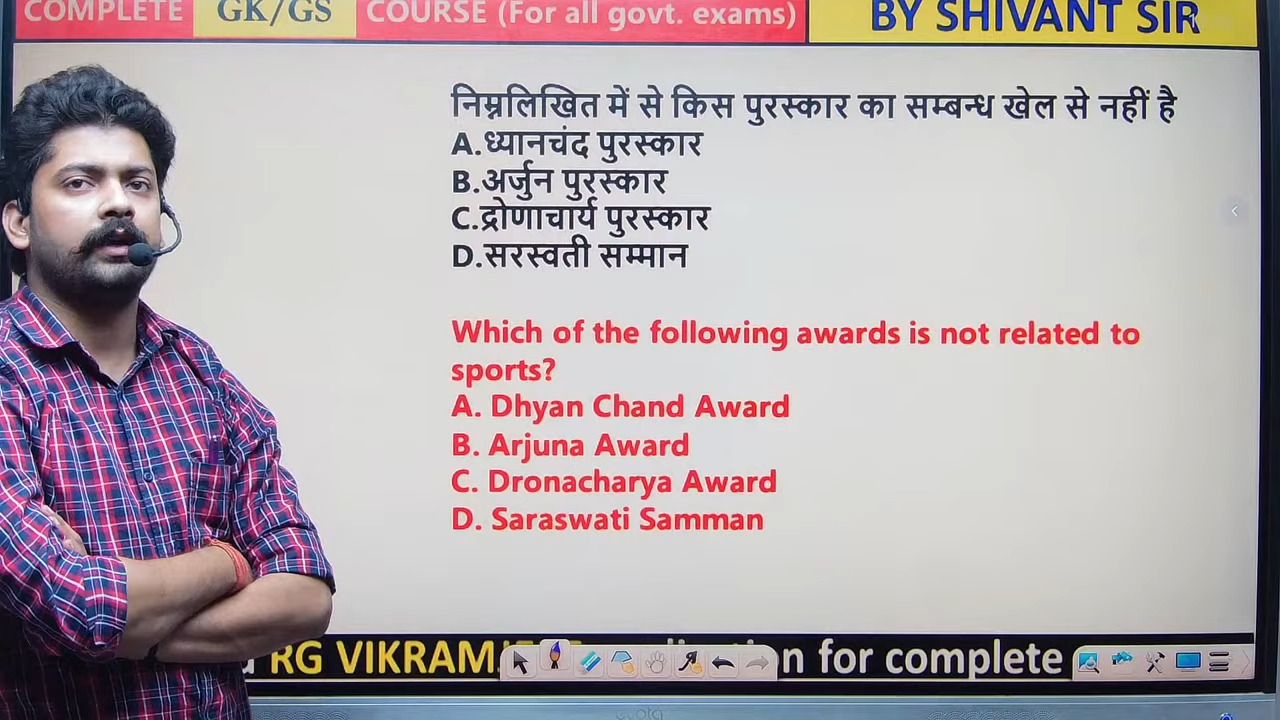 COMPLETE GK/GS COURSE (For all govt. exams) BY SHIVANT SIR
निम्नलिखित में से किस पुरस्कार का सम्बन्ध खेल से नहीं है
A.ध्यानचंद पुरस्कार
B.अर्जुन पुरस्कार
C.द्रोणाचार्य पुरस्कार
D.सरस्वती सम्मान
Which of the following awards is not related to
sports?
A. Dhyan Chand Award
B. Arjuna Award
C. Dronacharya Award
D. Saraswati Samman
RG VIKRAMJEET for complete